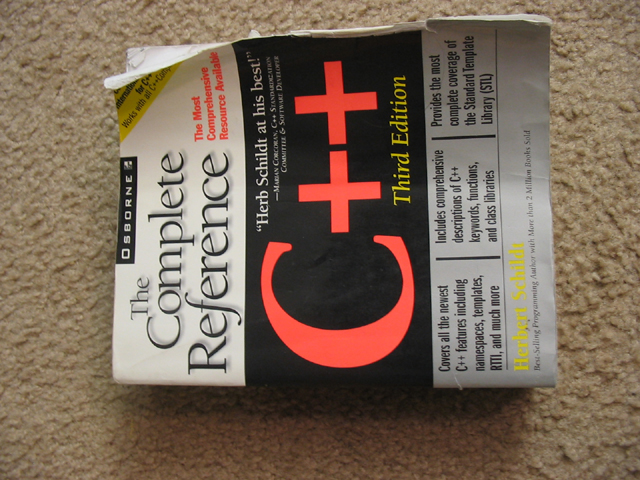 for C++
Works with all C++
OSBORNE
The
Complete
Reference
The Most
Comprehensive
Resource Available
"Herb Schildt at his best!"
—MARIAN CORCORAN, C++ STANDARDIZATION
COMMITTEE & SOFTWARE DEVELOPER
C++
Third Edition
Covers all the newest
C++ features including
namespaces, templates,
RTTI, and much more
Includes comprehensive
descriptions of C++
keywords, functions,
and class libraries
Provides the most
complete coverage of
the Standard Template
Library (STL)
Herbert Schildt
Best-Selling Programming Author with More than 2 Million Books Sold